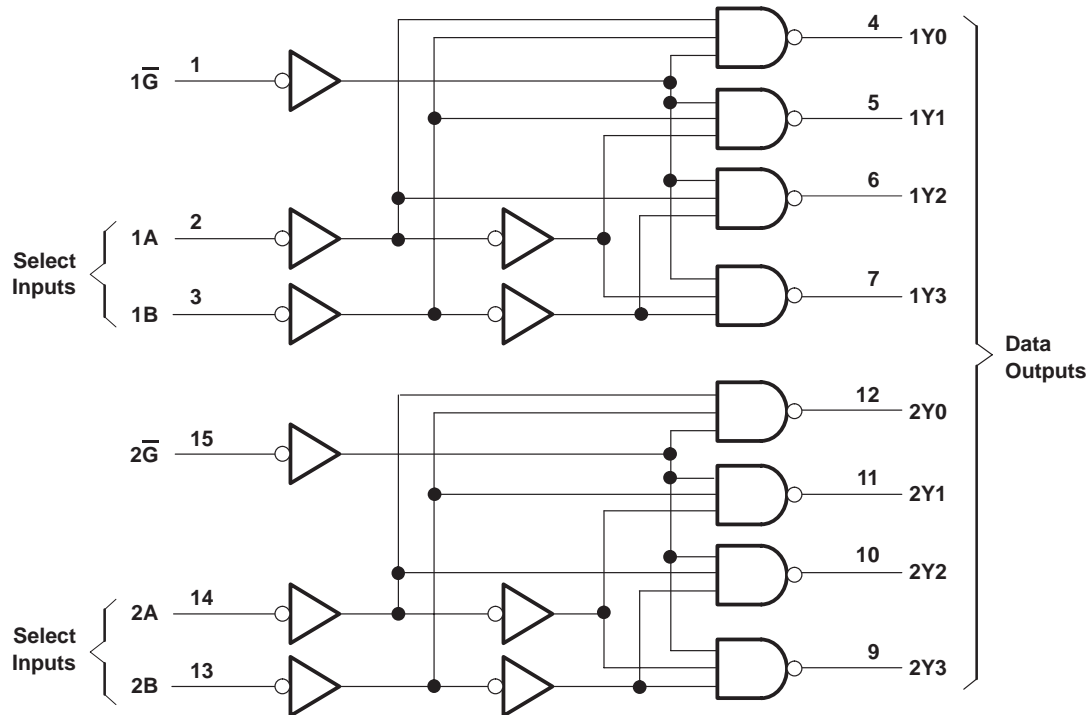 4
1Y0
1G̅ 1
5
1Y1
6
1Y2
2
1A
Select
Inputs
3
1B
7
1Y3
Data
Outputs
12
2Y0
2G̅ 15
11
2Y1
10
2Y2
14
2A
Select
Inputs
13
2B
9
2Y3